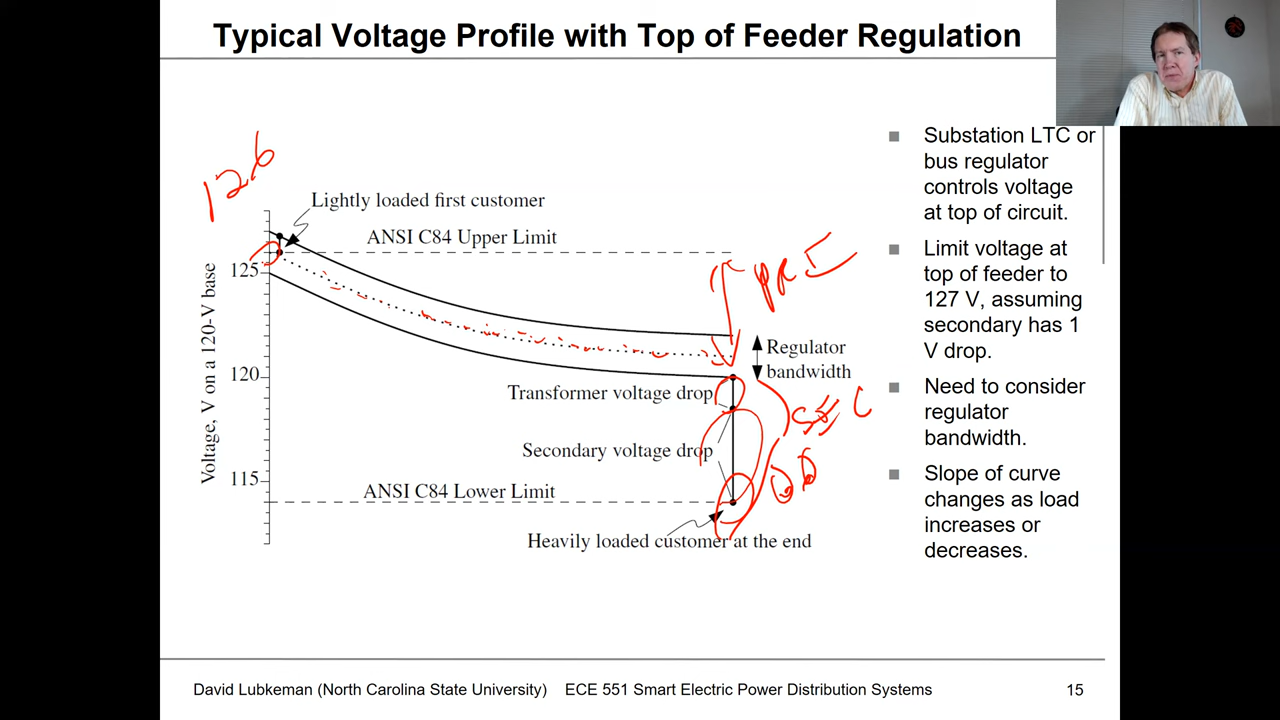 Typical Voltage Profile with Top of Feeder Regulation
126
Lightly loaded first customer
ANSI C84 Upper Limit
125
120
115
Voltage, V on a 120-V base
PRI
Regulator
bandwidth
Transformer voltage drop
SEC
Secondary voltage drop
ANSI C84 Lower Limit
Heavily loaded customer at the end
■ Substation LTC or
bus regulator
controls voltage
at top of circuit.
■ Limit voltage at
top of feeder to
127 V, assuming
secondary has 1
V drop.
■ Need to consider
regulator
bandwidth.
■ Slope of curve
changes as load
increases or
decreases.
David Lubkeman (North Carolina State University) ECE 551 Smart Electric Power Distribution Systems 15